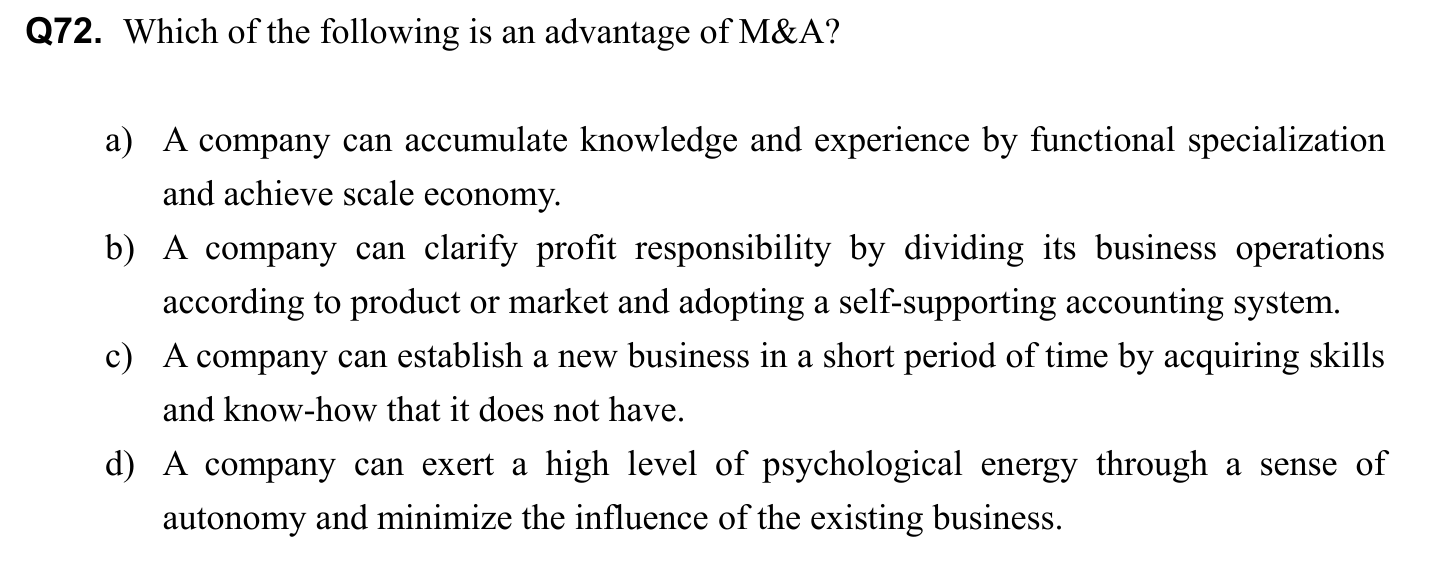 Q72. Which of the following is an advantage of M&A?
a) A company can accumulate knowledge and experience by functional specialization
and achieve scale economy.
b) A company can clarify profit responsibility by dividing its business operations
according to product or market and adopting a self-supporting accounting system.
c) A company can establish a new business in a short period of time by acquiring skills
and know-how that it does not have.
d) A company can exert a high level of psychological energy through a sense of
autonomy and minimize the influence of the existing business.